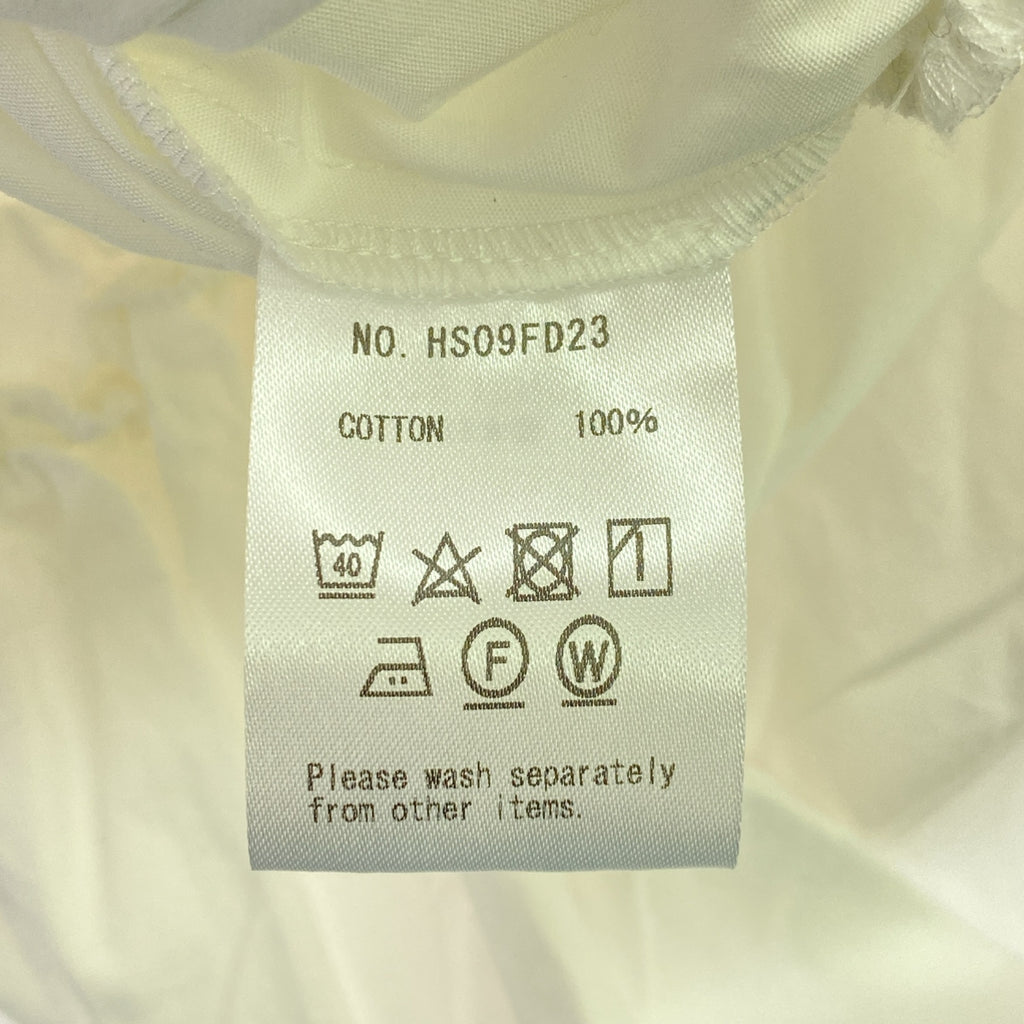 NO. HS09FD23
COTTON 100%
40
F W
Please wash separately
from other items.